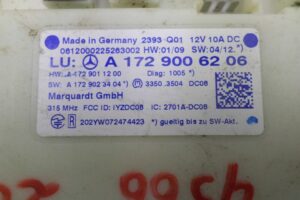 Made in Germany 2393-Q01 12V 10A DC
0612000225263002 HW:01/09 SW:04/12.*)
LU: A 172 900 62 06
HW: A-172 901 12 00 Diag: 1005 *)
SW: A 172 902 34 04 *) 3350 .3504 DC08
Marquardt GmbH
315 MHz FCC ID: IYZDC08 IC: 2701A-DC08
202YW072474423 *) gueltig bis zu SW-Akt.